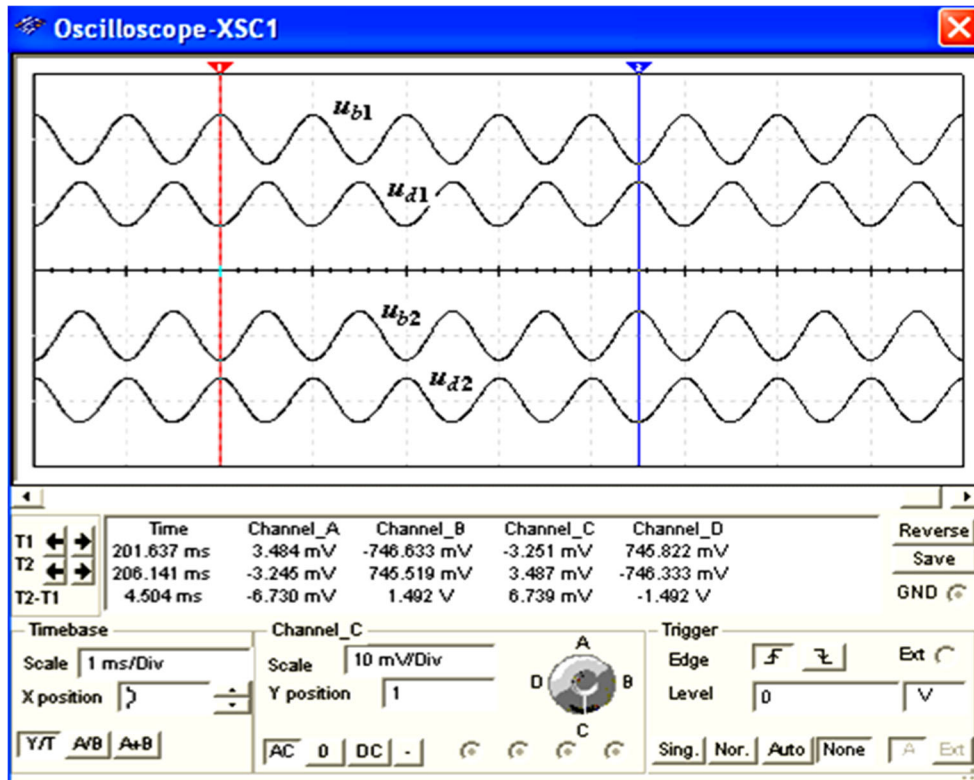 Oscilloscope-XSC1
1 2
u_b1
u_d1
u_b2
u_d2
Time Channel_A Channel_B Channel_C Channel_D
T1 201.637 ms 3.484 mV -746.633 mV -3.251 mV 745.822 mV
T2 206.141 ms -3.245 mV 745.519 mV 3.487 mV -746.333 mV
T2-T1 4.504 ms -6.730 mV 1.492 V 6.739 mV -1.492 V
Reverse
Save
GND
Timebase
Scale 1 ms/Div
X position
Y/T A/B A+B
Channel_C
Scale 10 mV/Div
Y position 1
AC 0 DC -
A
D B
C
Trigger
Edge Ext
Level 0 V
Sing. Nor. Auto None A Ext